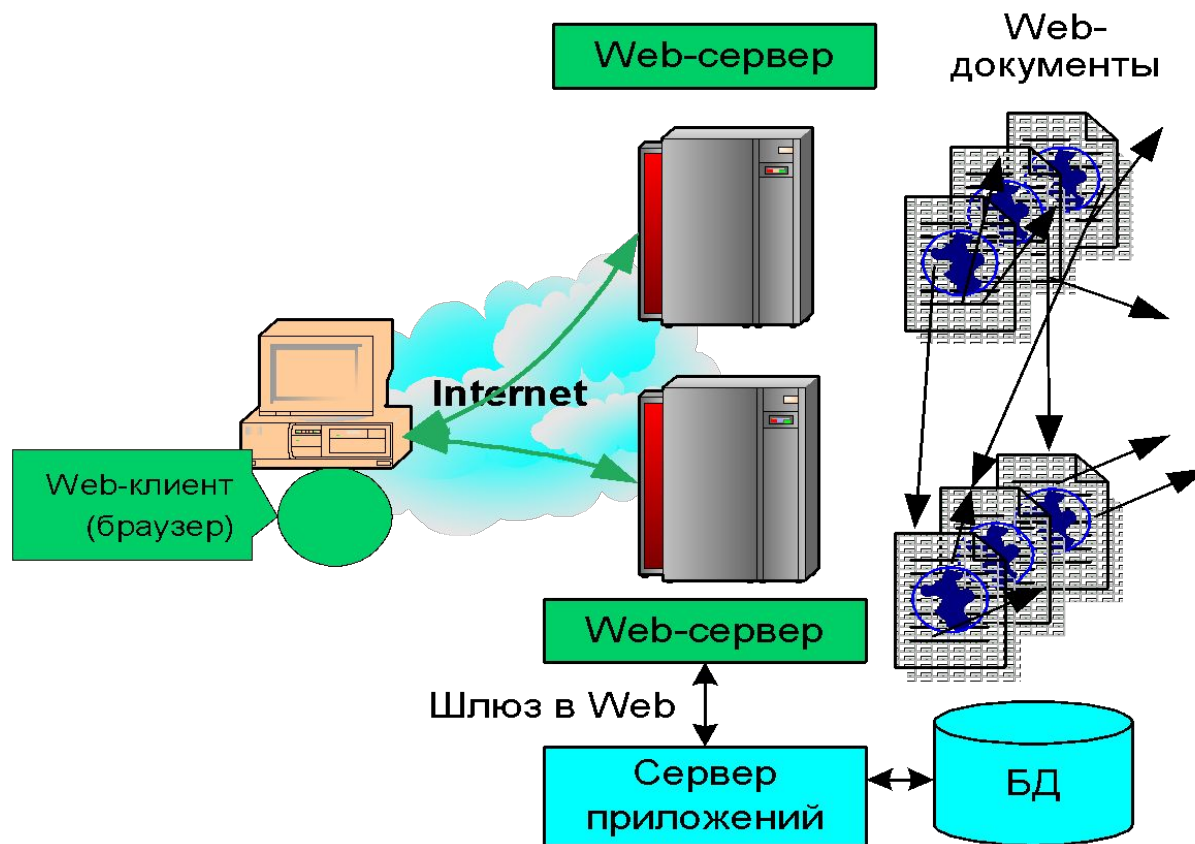 Web-сервер
Web-
документы
Internet
Web-клиент
(браузер)
Web-сервер
Шлюз в Web
Сервер
приложений
БД